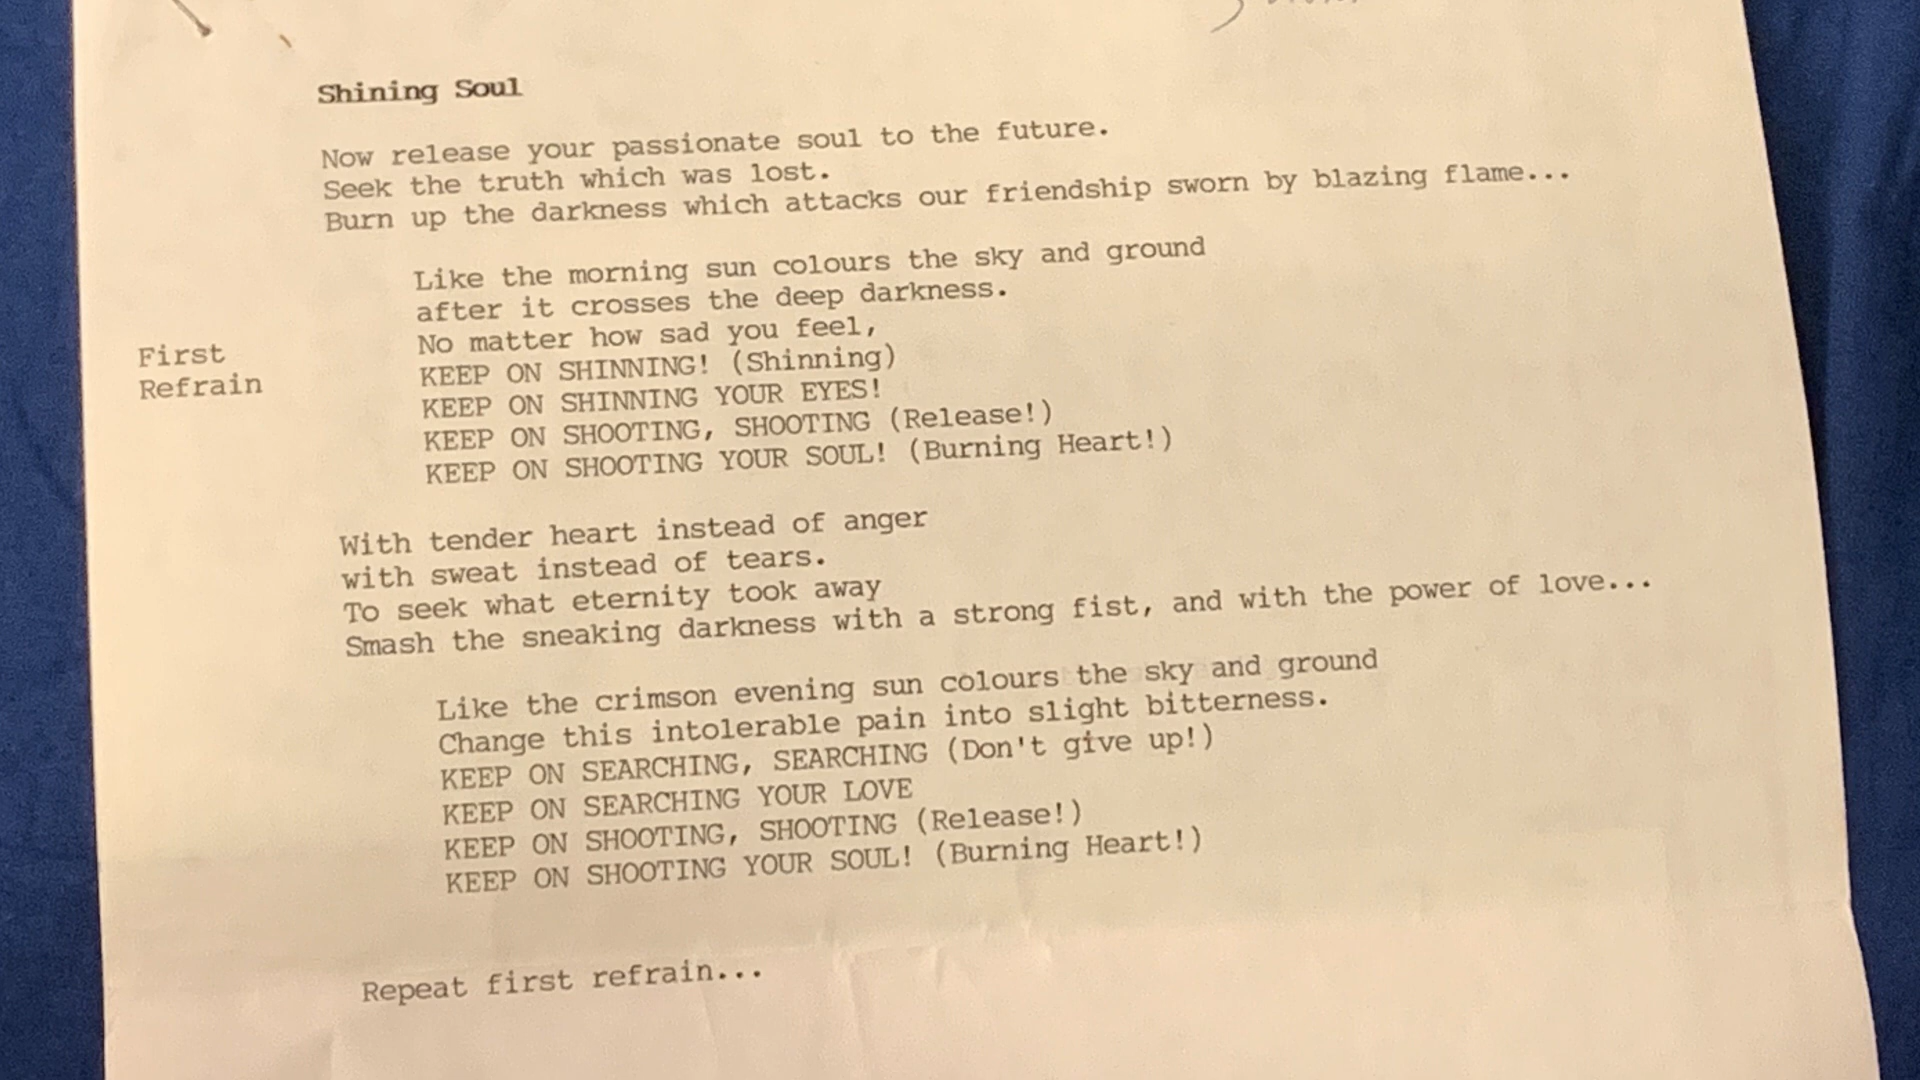 Shining Soul
Now release your passionate soul to the future.
Seek the truth which was lost.
Burn up the darkness which attacks our friendship sworn by blazing flame...
Like the morning sun colours the sky and ground
after it crosses the deep darkness.
No matter how sad you feel,
First
Refrain
KEEP ON SHINNING! (Shinning)
KEEP ON SHINNING YOUR EYES!
KEEP ON SHOOTING, SHOOTING (Release!)
KEEP ON SHOOTING YOUR SOUL! (Burning Heart!)
With tender heart instead of anger
with sweat instead of tears.
To seek what eternity took away
Smash the sneaking darkness with a strong fist, and with the power of love...
Like the crimson evening sun colours the sky and ground
Change this intolerable pain into slight bitterness.
KEEP ON SEARCHING, SEARCHING (Don't give up!)
KEEP ON SEARCHING YOUR LOVE
KEEP ON SHOOTING, SHOOTING (Release!)
KEEP ON SHOOTING YOUR SOUL! (Burning Heart!)
Repeat first refrain...